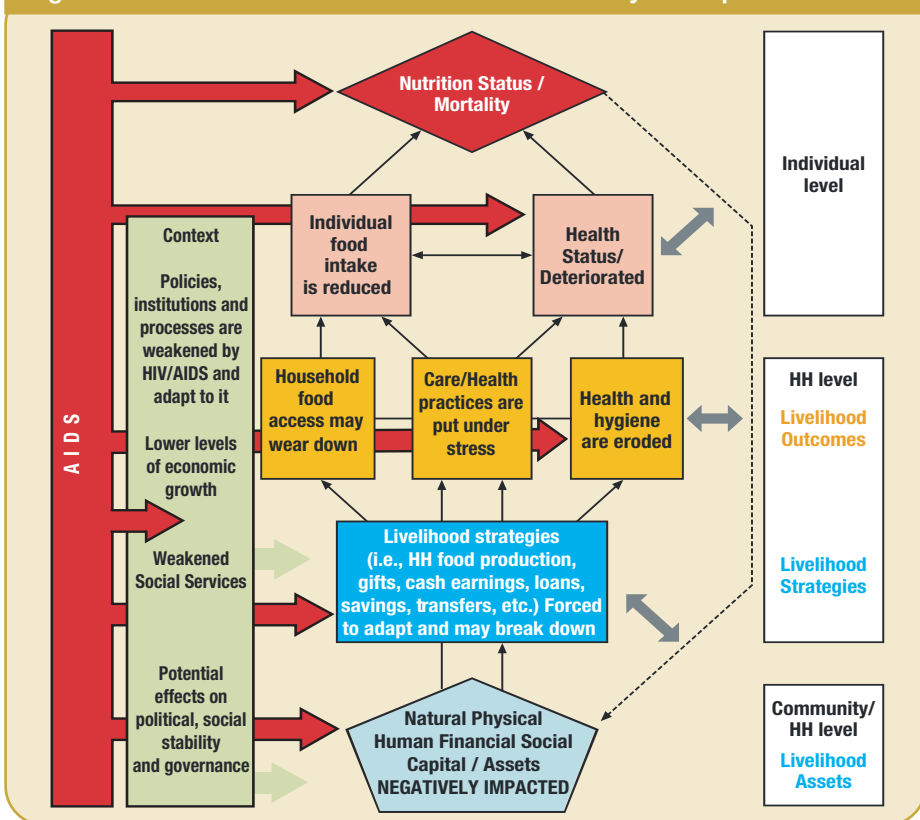 AIDS
Nutrition Status /
Mortality
Individual
food
intake
is reduced
Health
Status/
Deteriorated
Context
Policies,
institutions and
processes are
weakened by
HIV/AIDS and
adapt to it
Lower levels
of economic
growth
Weakened
Social Services
Potential
effects on
political, social
stability
and governance
Household
food
access may
wear down
Care/Health
practices are
put under
stress
Health and
hygiene
are eroded
Livelihood strategies
(i.e., HH food production,
gifts, cash earnings, loans,
savings, transfers, etc.) Forced
to adapt and may break down
Natural Physical
Human Financial Social
Capital / Assets
NEGATIVELY IMPACTED
Individual
level
HH level
Livelihood
Outcomes
Livelihood
Strategies
Community/
HH level
Livelihood
Assets